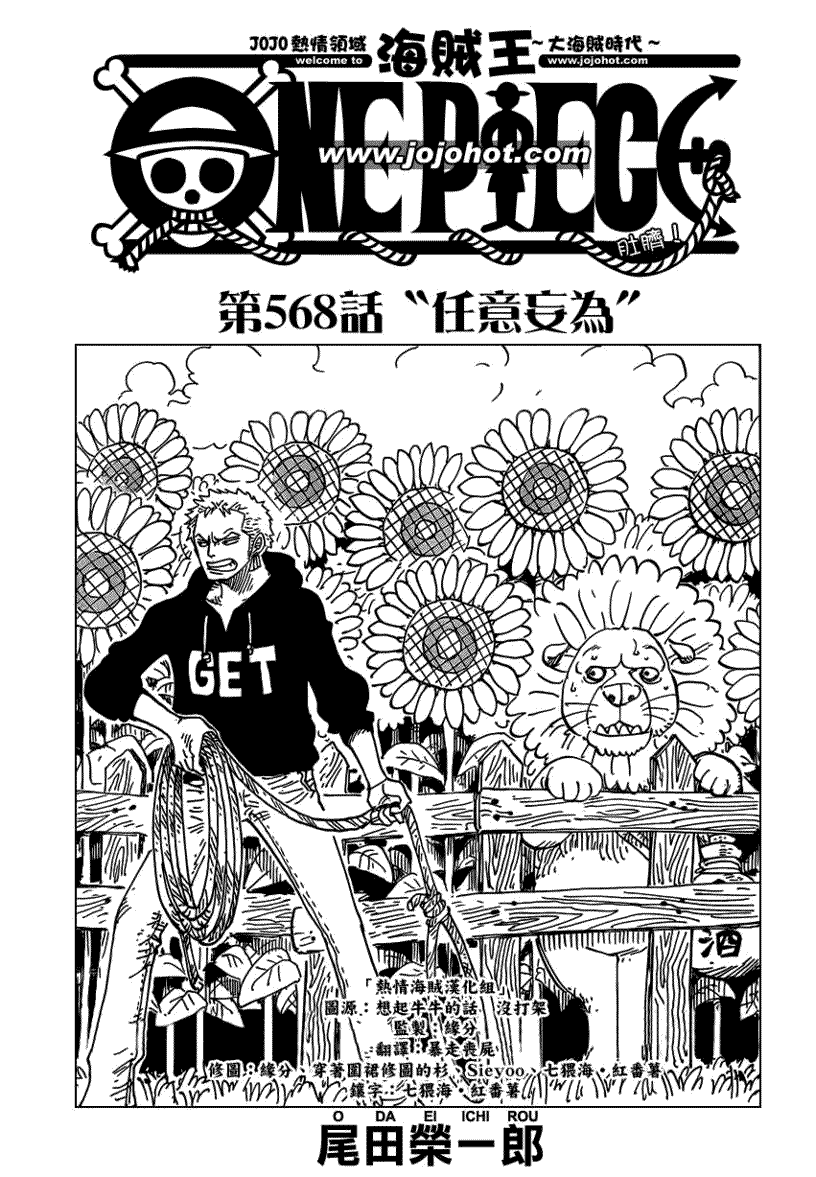 JOJO熱情領域 海賊王 ~大海賊時代~
welcome to www.jojohot.com
ONE PIECE
www.jojohot.com
肚臍！
第568話〝任意妄為〞
GET
酒
「熱情海賊漢化組」
圖源：想起牛牛的話 沒打架
監製：緣分
翻譯：暴走喪屍
修圖：緣分、穿著圍裙修圖的杉、Sieyoo、七猥海·紅番薯
鑲字：七猥海·紅番薯
O DA EI ICHI ROU
尾田榮一郎